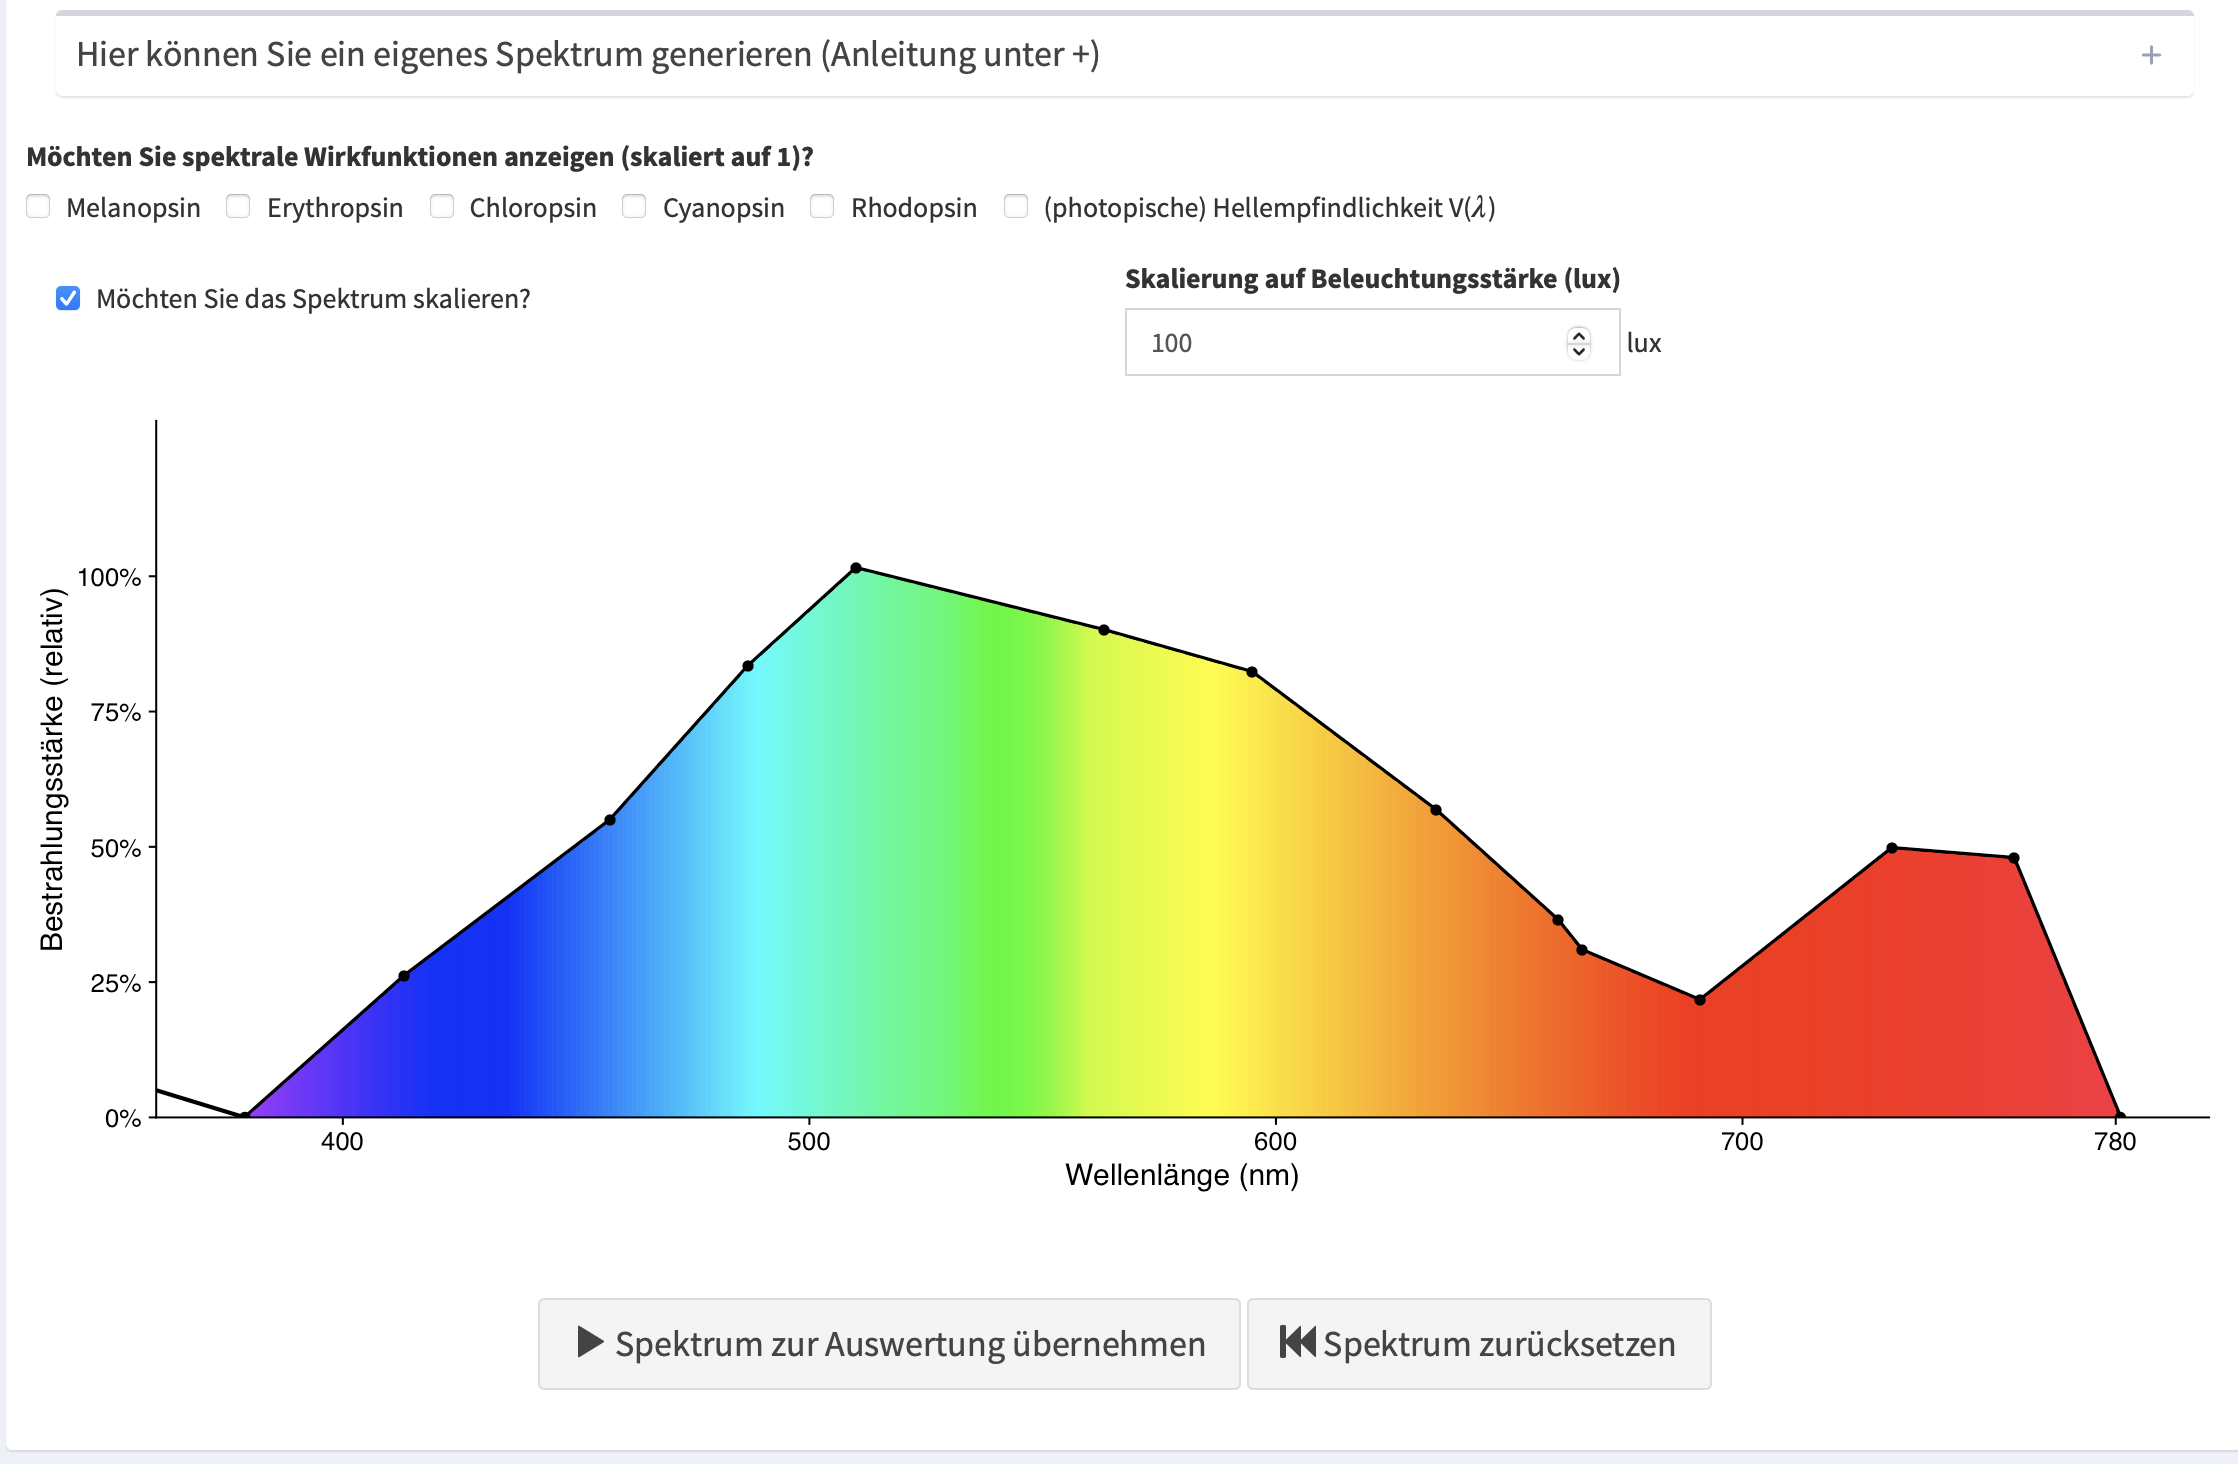 Hier können Sie ein eigenes Spektrum generieren (Anleitung unter +)
+
Möchten Sie spektrale Wirkfunktionen anzeigen (skaliert auf 1)?
Melanopsin Erythropsin Chloropsin Cyanopsin Rhodopsin (photopische) Hellempfindlichkeit V(λ)
Möchten Sie das Spektrum skalieren?
Skalierung auf Beleuchtungsstärke (lux)
100 lux
Bestrahlungsstärke (relativ)
100%
75%
50%
25%
0%
400 500 600 700 780
Wellenlänge (nm)
Spektrum zur Auswertung übernehmen
Spektrum zurücksetzen